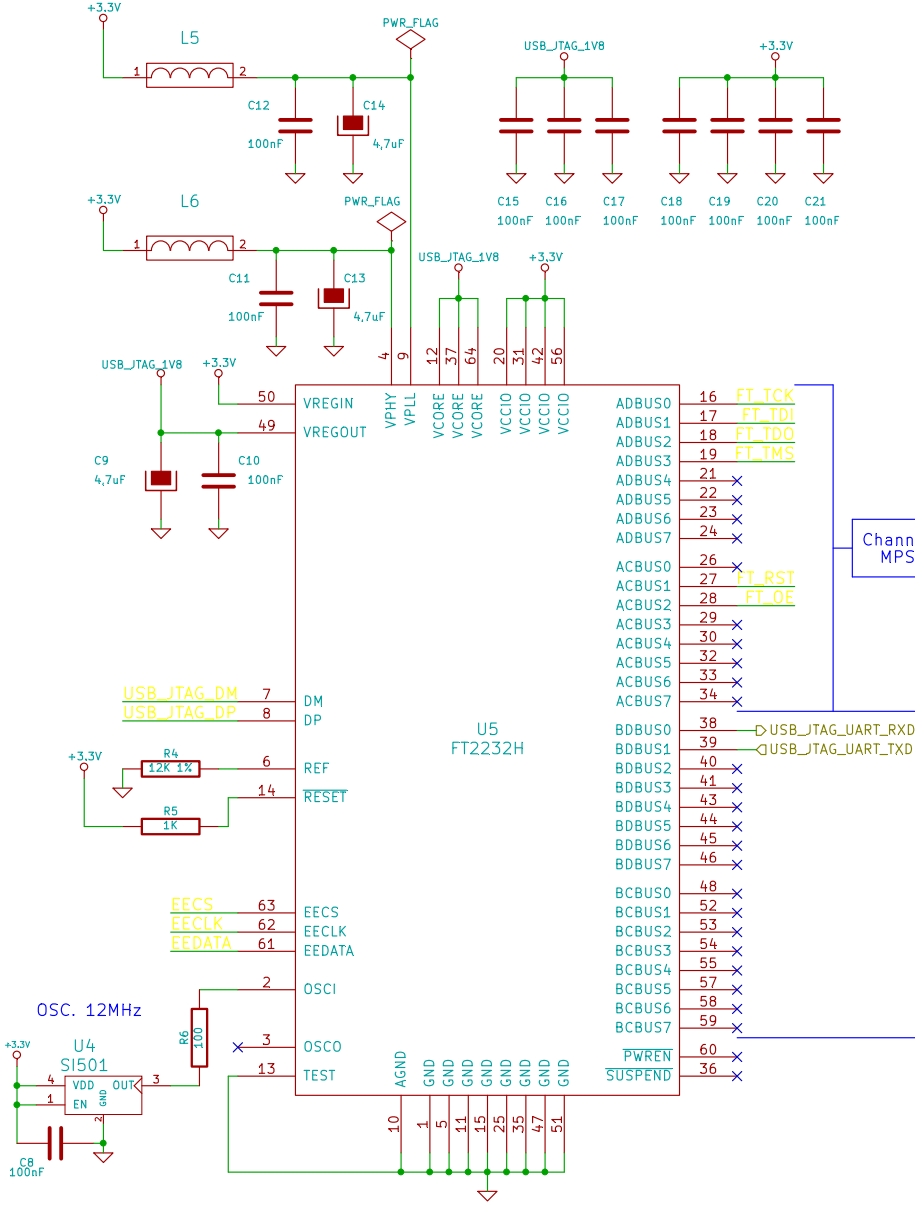 +3.3V
L5
1
2
PWR_FLAG
C12
100nF
C14
4,7uF
USB_JTAG_1V8
+3.3V
C15
100nF
C16
100nF
C17
100nF
C18
100nF
C19
100nF
C20
100nF
C21
100nF
+3.3V
L6
1
2
PWR_FLAG
C11
100nF
C13
4,7uF
USB_JTAG_1V8
+3.3V
4
9
12
37
64
20
31
42
56
VPHY
VPLL
VCORE
VCORE
VCORE
VCCIO
VCCIO
VCCIO
VCCIO
USB_JTAG_1V8
+3.3V
50 VREGIN
49 VREGOUT
C9
4,7uF
C10
100nF
USB_JTAG_DM 7 DM
USB_JTAG_DP 8 DP
+3.3V
R4
12K 1%
6 REF
14 RESET
R5
1K
EECS 63 EECS
EECLK 62 EECLK
EEDATA 61 EEDATA
2 OSCI
R6
100
3 OSCO
13 TEST
OSC. 12MHz
+3.3V
U4
SI501
4 VDD
OUT 3
1 EN
GND
2
C8
100nF
U5
FT2232H
ADBUS0 16 FT_TCK
ADBUS1 17 FT_TDI
ADBUS2 18 FT_TDO
ADBUS3 19 FT_TMS
ADBUS4 21
ADBUS5 22
ADBUS6 23
ADBUS7 24
ACBUS0 26
ACBUS1 27 FT_RST
ACBUS2 28 FT_OE
ACBUS3 29
ACBUS4 30
ACBUS5 32
ACBUS6 33
ACBUS7 34
Chann
MPS
BDBUS0 38 USB_JTAG_UART_RXD
BDBUS1 39 USB_JTAG_UART_TXD
BDBUS2 40
BDBUS3 41
BDBUS4 43
BDBUS5 44
BDBUS6 45
BDBUS7 46
BCBUS0 48
BCBUS1 52
BCBUS2 53
BCBUS3 54
BCBUS4 55
BCBUS5 57
BCBUS6 58
BCBUS7 59
PWREN 60
SUSPEND 36
AGND
GND
GND
GND
GND
GND
GND
GND
GND
10
1
5
11
15
25
35
47
51